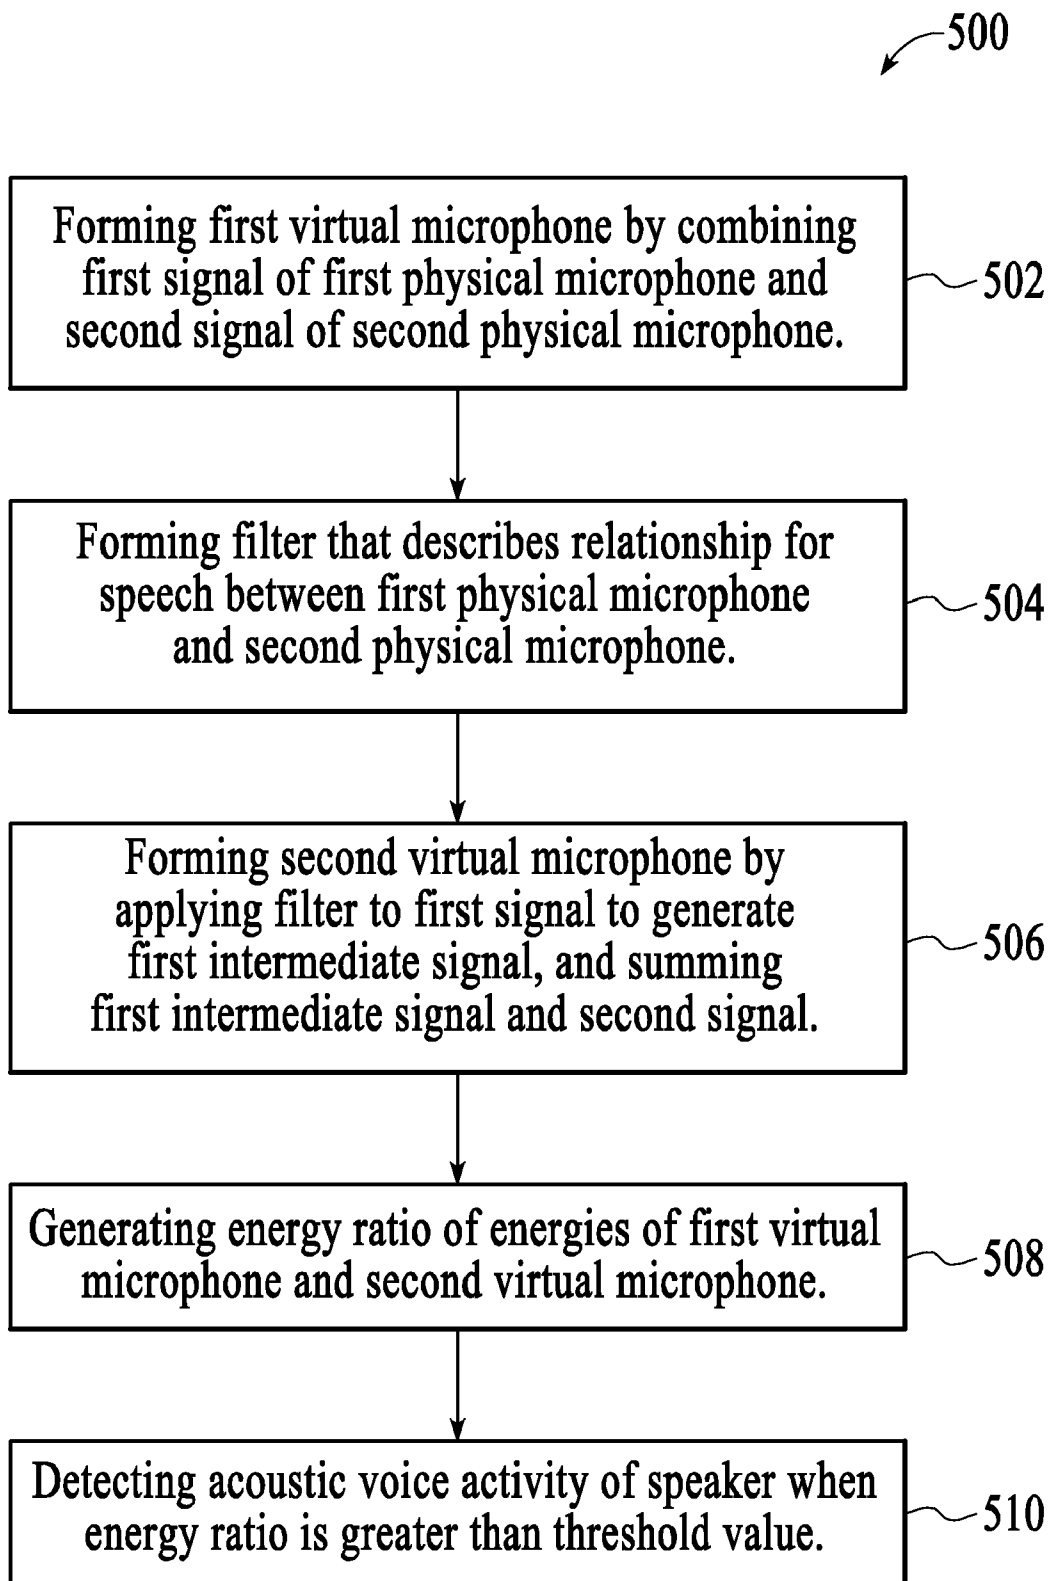 500
Forming first virtual microphone by combining
first signal of first physical microphone and
second signal of second physical microphone.
502
Forming filter that describes relationship for
speech between first physical microphone
and second physical microphone.
504
Forming second virtual microphone by
applying filter to first signal to generate
first intermediate signal, and summing
first intermediate signal and second signal.
506
Generating energy ratio of energies of first virtual
microphone and second virtual microphone.
508
Detecting acoustic voice activity of speaker when
energy ratio is greater than threshold value.
510